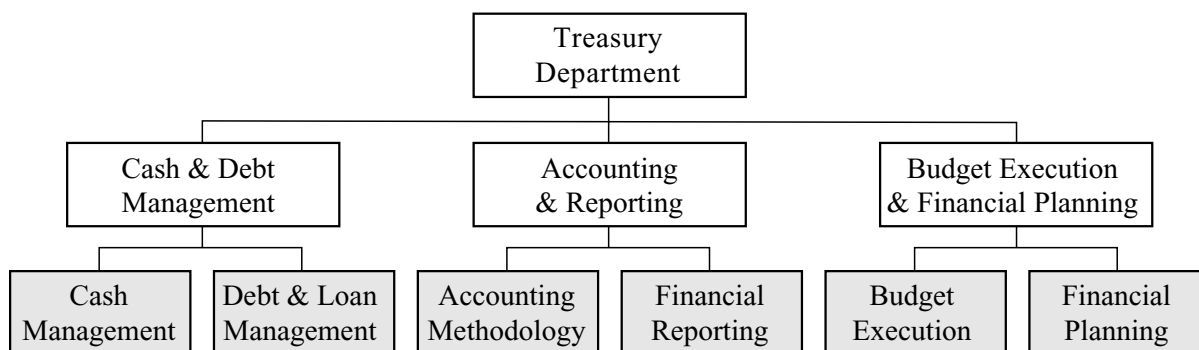 Treasury
Department
Cash & Debt
Management
Accounting
& Reporting
Budget Execution
& Financial Planning
Cash
Management
Debt & Loan
Management
Accounting
Methodology
Financial
Reporting
Budget
Execution
Financial
Planning